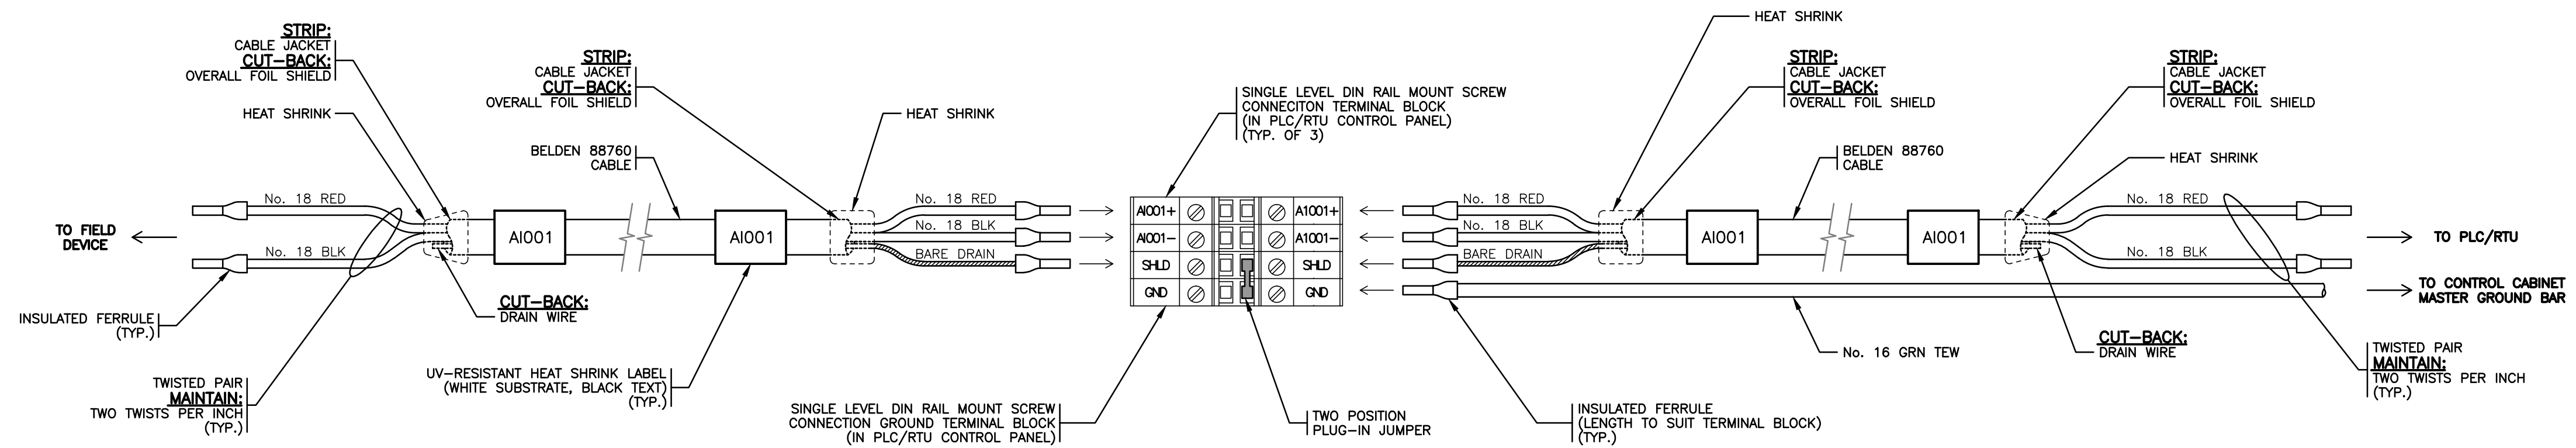 STRIP:
CABLE JACKET
CUT-BACK:
OVERALL FOIL SHIELD
HEAT SHRINK
No. 18 RED
TO FIELD
DEVICE
No. 18 BLK
INSULATED FERRULE
(TYP.)
TWISTED PAIR
MAINTAIN:
TWO TWISTS PER INCH
(TYP.)
CUT-BACK:
DRAIN WIRE
AI001
STRIP:
CABLE JACKET
CUT-BACK:
OVERALL FOIL SHIELD
BELDEN 88760
CABLE
AI001
UV-RESISTANT HEAT SHRINK LABEL
(WHITE SUBSTRATE, BLACK TEXT)
(TYP.)
HEAT SHRINK
No. 18 RED
No. 18 BLK
BARE DRAIN
SINGLE LEVEL DIN RAIL MOUNT SCREW
CONNECITON TERMINAL BLOCK
(IN PLC/RTU CONTROL PANEL)
(TYP. OF 3)
AI001+
AI001-
SHLD
GND
A1001+
A1001-
SHLD
GND
SINGLE LEVEL DIN RAIL MOUNT SCREW
CONNECTION GROUND TERMINAL BLOCK
(IN PLC/RTU CONTROL PANEL)
TWO POSITION
PLUG-IN JUMPER
HEAT SHRINK
STRIP:
CABLE JACKET
CUT-BACK:
OVERALL FOIL SHIELD
No. 18 RED
No. 18 BLK
BARE DRAIN
INSULATED FERRULE
(LENGTH TO SUIT TERMINAL BLOCK)
(TYP.)
AI001
BELDEN 88760
CABLE
No. 16 GRN TEW
AI001
STRIP:
CABLE JACKET
CUT-BACK:
OVERALL FOIL SHIELD
HEAT SHRINK
No. 18 RED
No. 18 BLK
TO PLC/RTU
TO CONTROL CABINET
MASTER GROUND BAR
CUT-BACK:
DRAIN WIRE
TWISTED PAIR
MAINTAIN:
TWO TWISTS PER INCH
(TYP.)